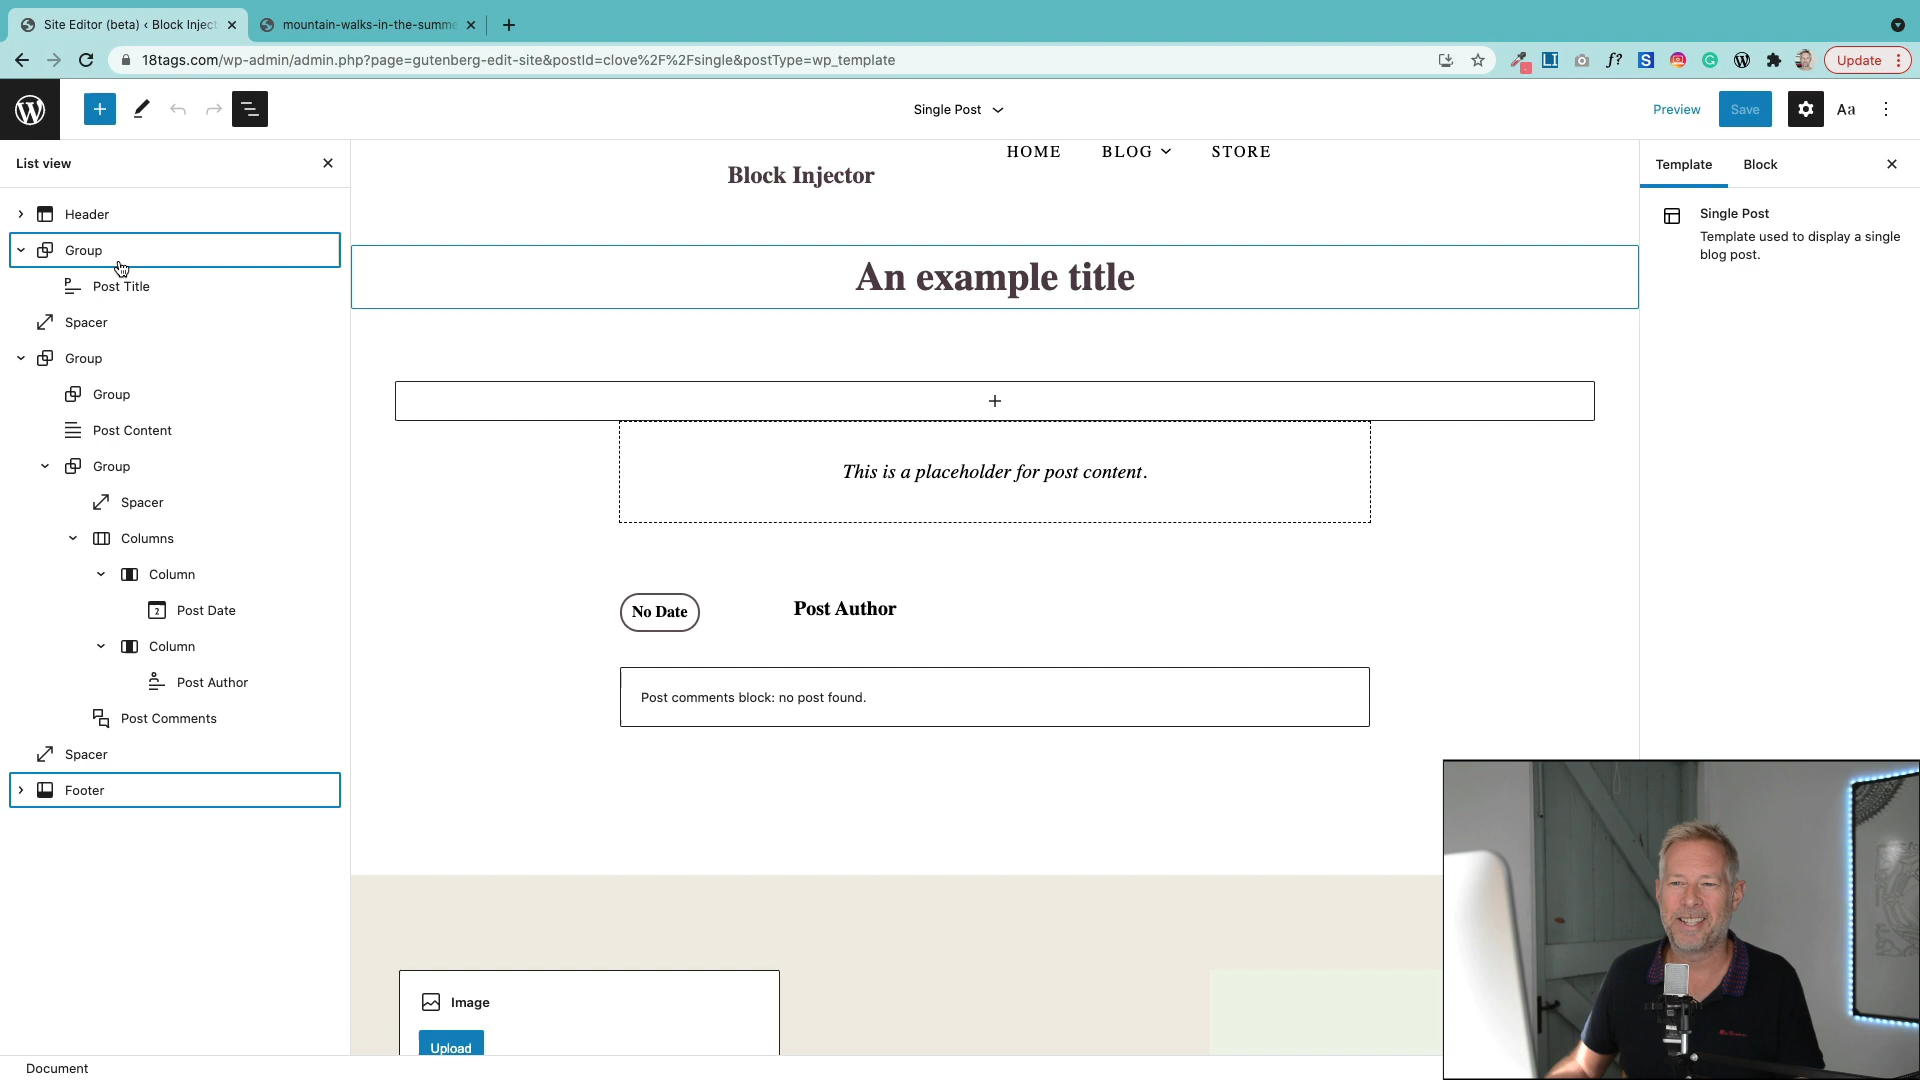 Site Editor (beta) ‹ Block Inject
mountain-walks-in-the-summe
18tags.com/wp-admin/admin.php?page=gutenberg-edit-site&postId=clove%2F%2Fsingle&postType=wp_template
Update
Single Post
Preview
Save
Aa
List view
Header
Group
Post Title
Spacer
Group
Group
Post Content
Group
Spacer
Columns
Column
Post Date
Column
Post Author
Post Comments
Spacer
Footer
Block Injector
HOME
BLOG
STORE
An example title
This is a placeholder for post content.
No Date
Post Author
Post comments block: no post found.
Image
Upload
Template
Block
Single Post
Template used to display a single
blog post.
Document